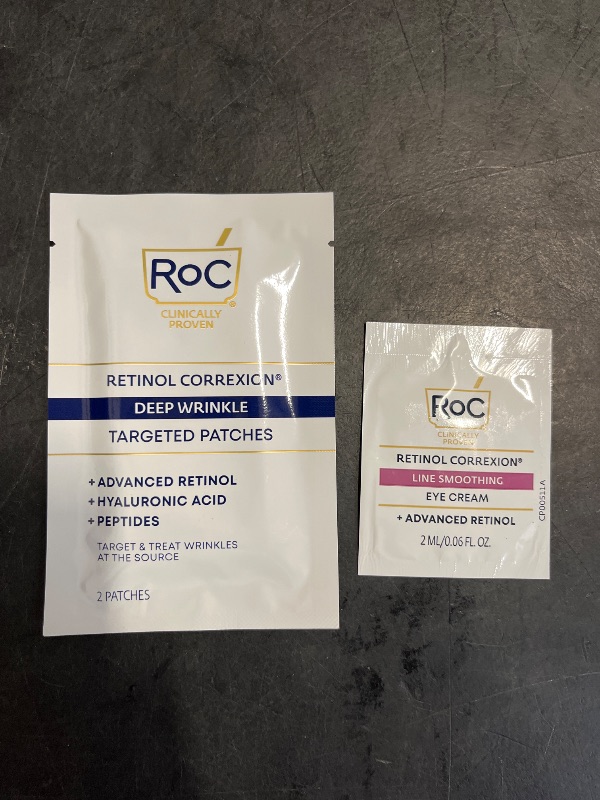 RoC®
CLINICALLY
PROVEN
RETINOL CORREXION®
DEEP WRINKLE
TARGETED PATCHES
+ ADVANCED RETINOL
+ HYALURONIC ACID
+ PEPTIDES
TARGET & TREAT WRINKLES
AT THE SOURCE
2 PATCHES
RoC
CLINICALLY
PROVEN
RETINOL CORREXION®
LINE SMOOTHING
EYE CREAM
+ ADVANCED RETINOL
2 ML/0.06 FL. OZ.
CP00511A